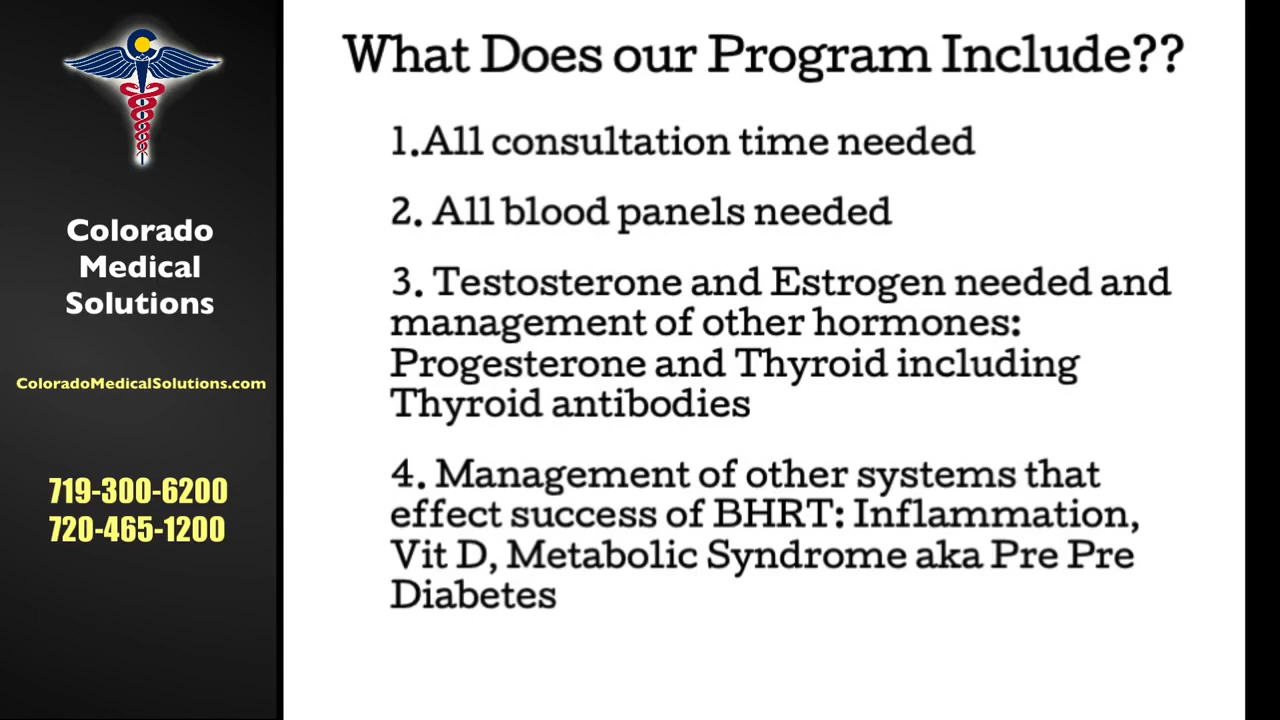 Colorado
Medical
Solutions
ColoradoMedicalSolutions.com
719-300-6200
720-465-1200
What Does our Program Include??
1.All consultation time needed
2. All blood panels needed
3. Testosterone and Estrogen needed and
management of other hormones:
Progesterone and Thyroid including
Thyroid antibodies
4. Management of other systems that
effect success of BHRT: Inflammation,
Vit D, Metabolic Syndrome aka Pre Pre
Diabetes